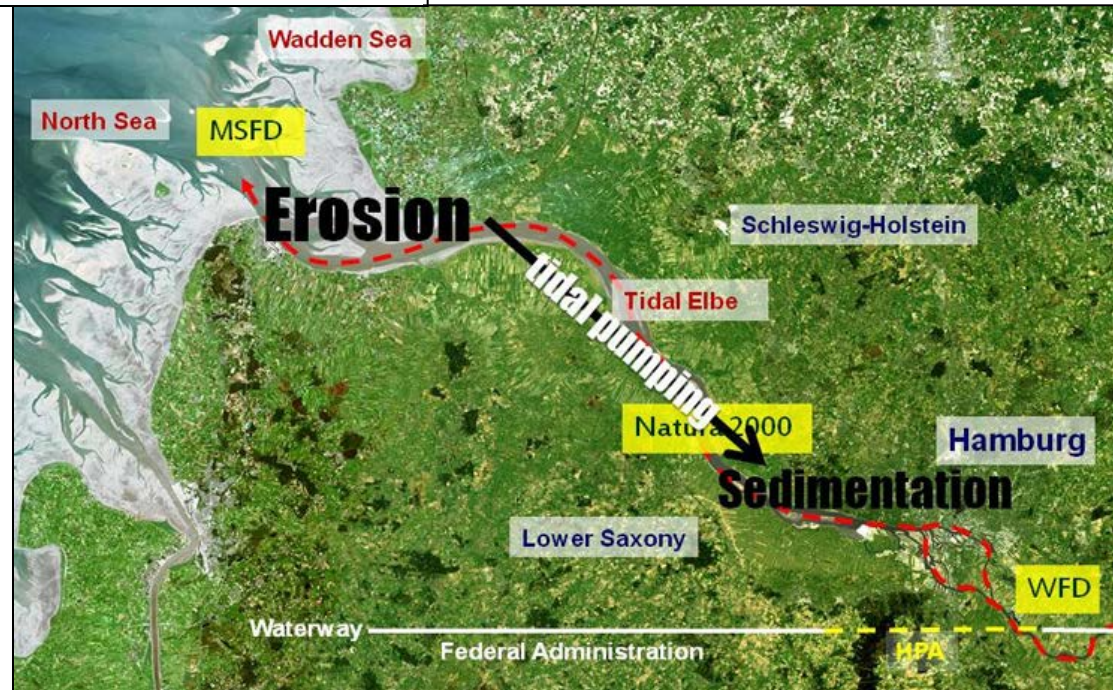 Wadden Sea
North Sea
MSFD
Erosion
Schleswig-Holstein
tidal pumping
Tidal Elbe
Natura 2000
Hamburg
Sedimentation
Lower Saxony
WFD
Waterway
Federal Administration
HPA